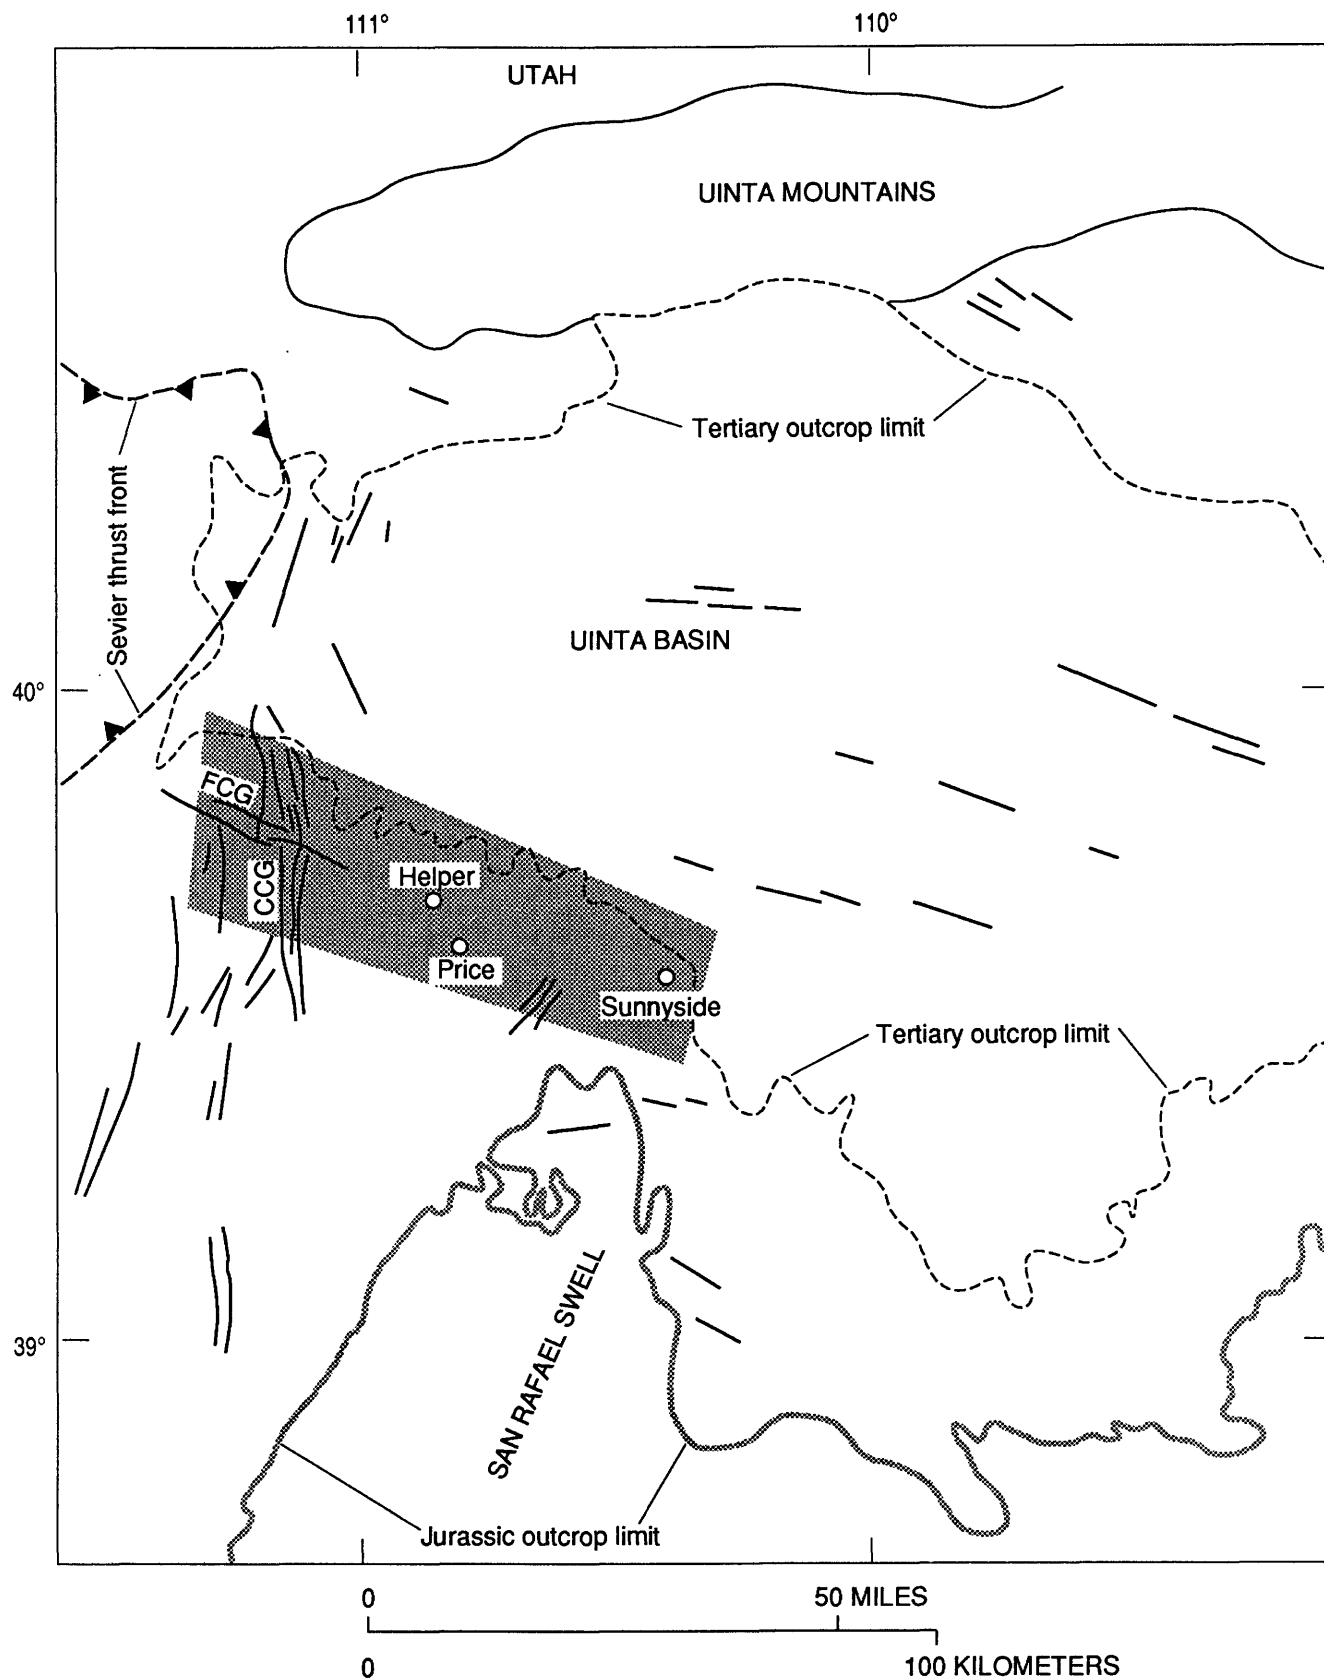 111°
110°
UTAH
UINTA MOUNTAINS
Tertiary outcrop limit
Sevier thrust front
UINTA BASIN
40°
FCG
CCG
Helper
Price
Sunnyside
Tertiary outcrop limit
39°
SAN RAFAEL SWELL
Jurassic outcrop limit
0
50 MILES
0
100 KILOMETERS